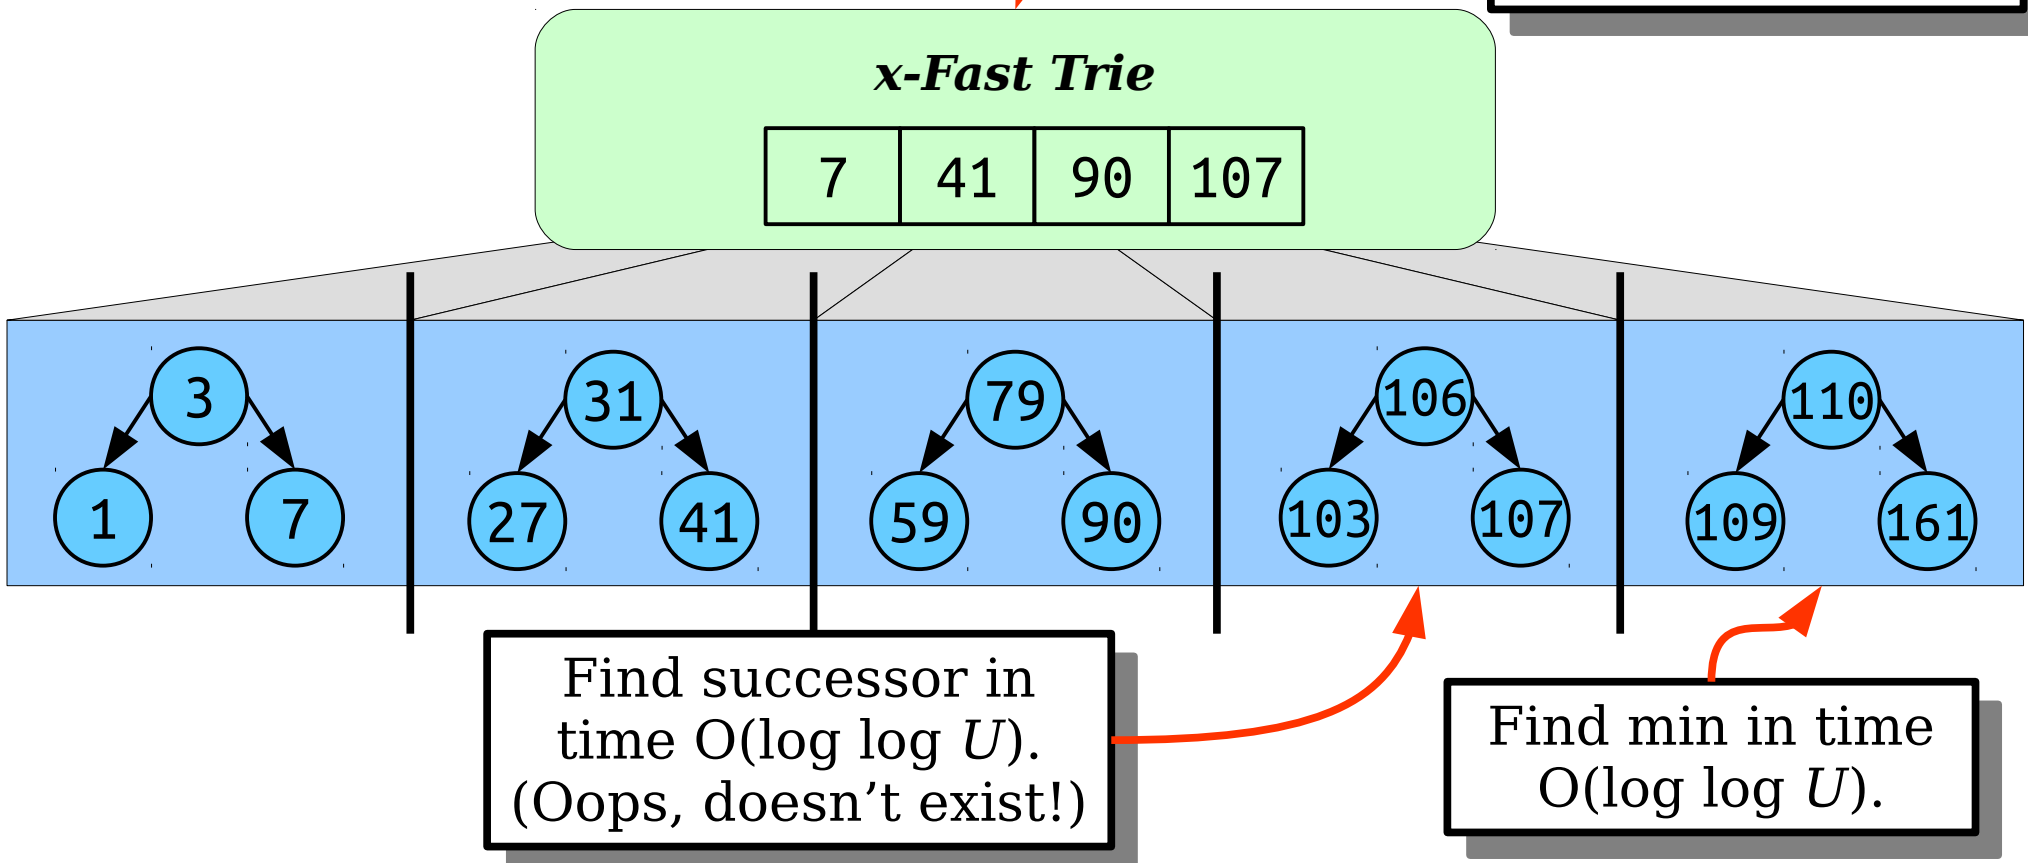 x-Fast Trie
7 41 90 107
3 31 79 106 110
1 7 27 41 59 90 103 107 109 161
Find successor in
time O(log log U).
(Oops, doesn’t exist!)
Find min in time
O(log log U).